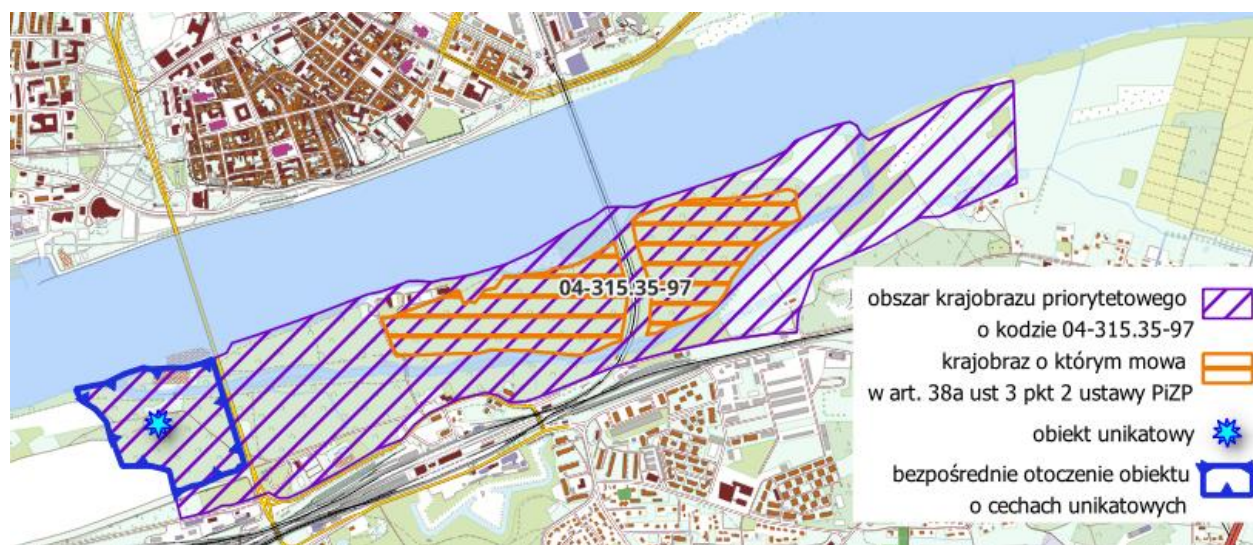 04-315.35-97
obszar krajobrazu priorytetowego
o kodzie 04-315.35-97
krajobraz o którym mowa
w art. 38a ust 3 pkt 2 ustawy PiZP
obiekt unikatowy
bezpośrednie otoczenie obiektu
o cechach unikatowych